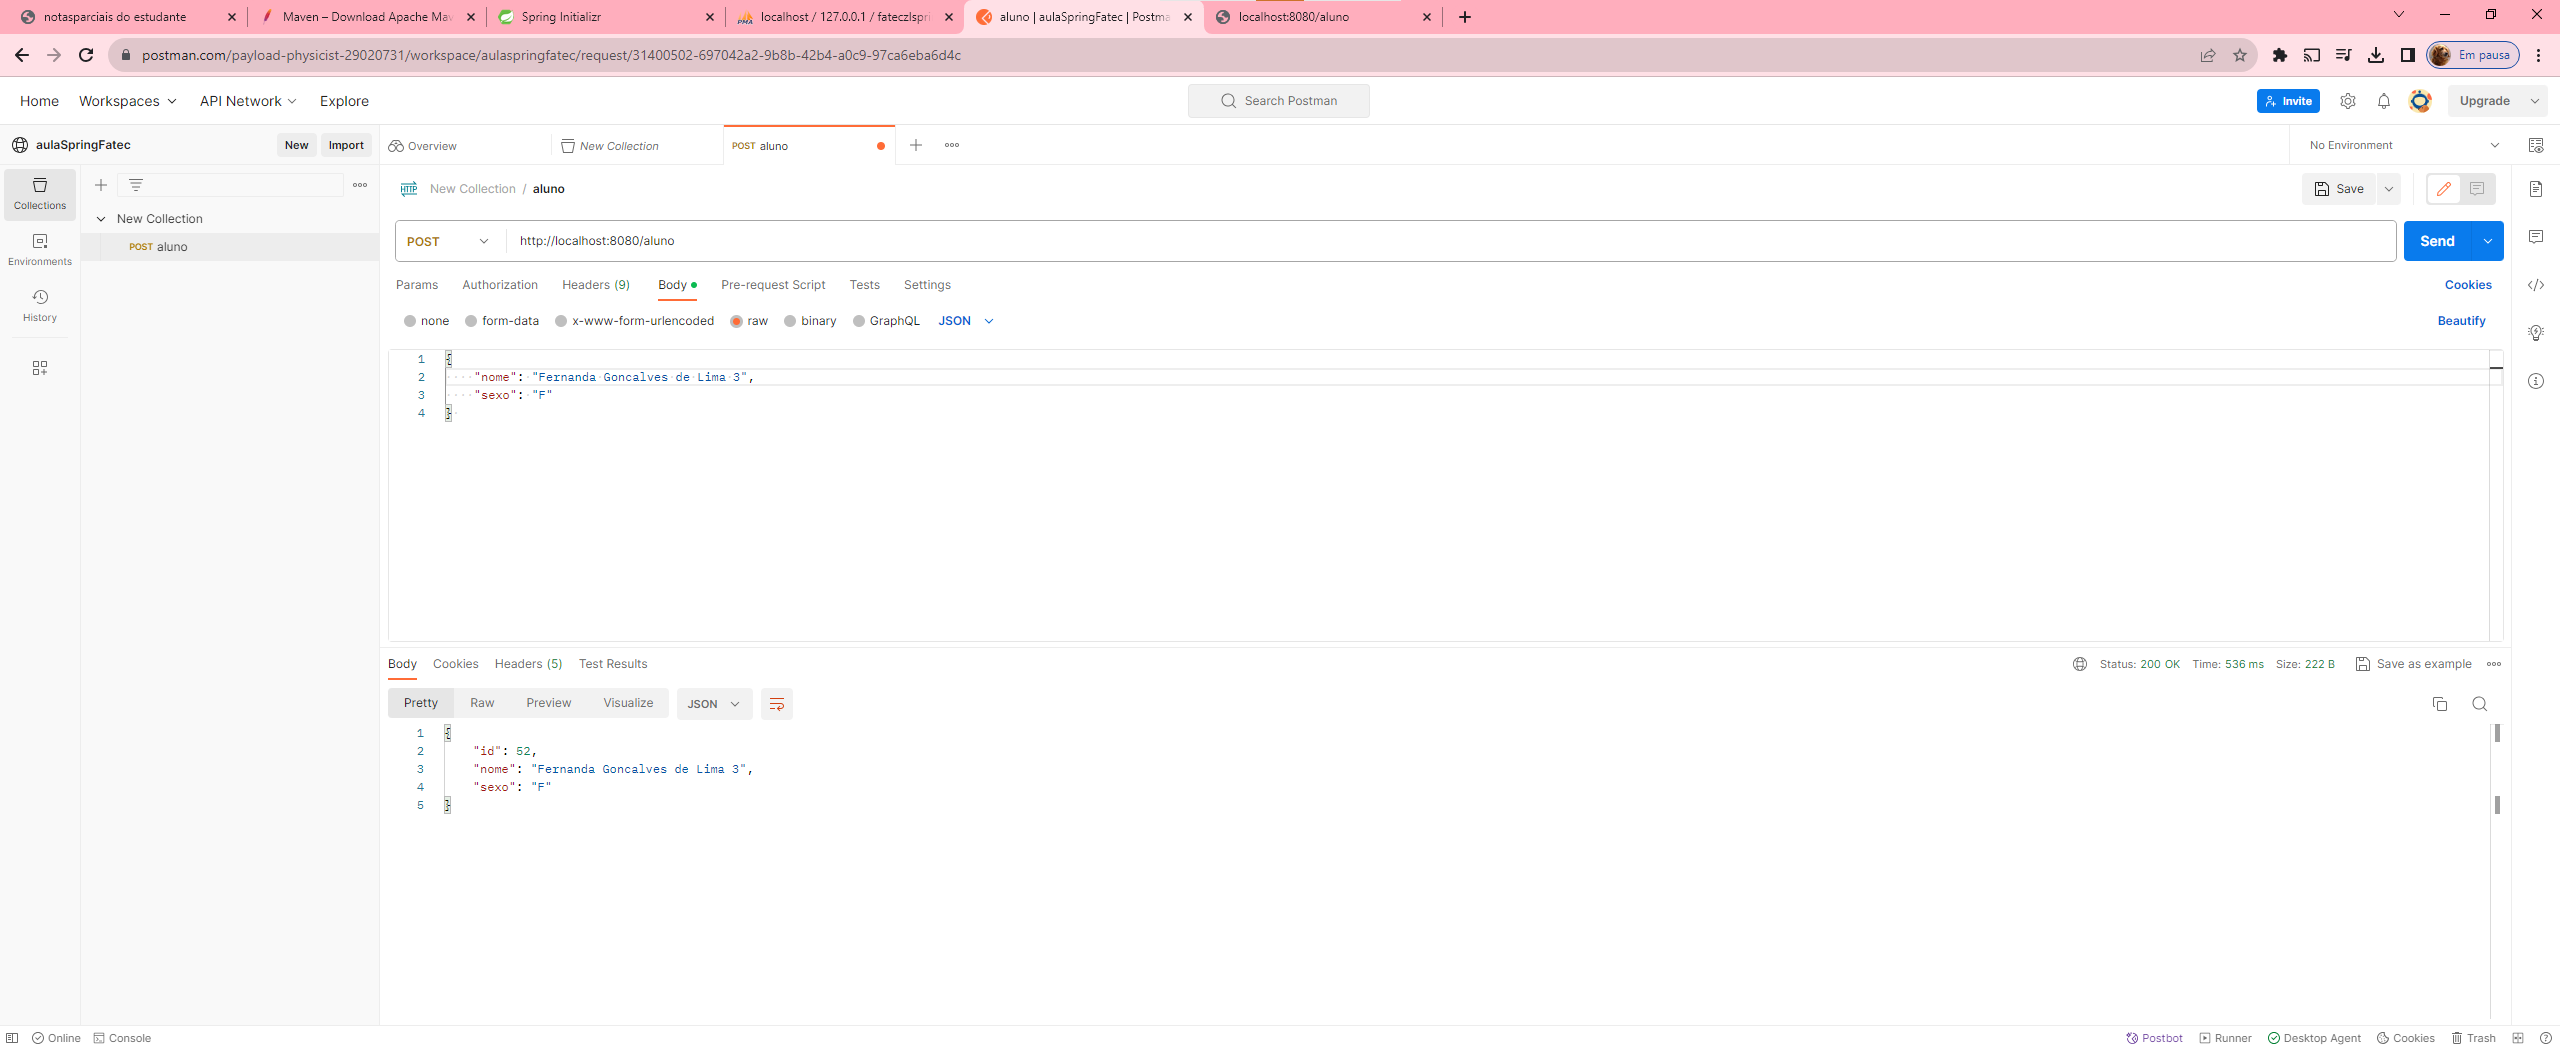 notasparciais do estudante
Maven – Download Apache Mav
Spring Initializr
localhost / 127.0.0.1 / fateczlspri
aluno | aulaSpringFatec | Postma
localhost:8080/aluno
postman.com/payload-physicist-29020731/workspace/aulaspringfatec/request/31400502-697042a2-9b8b-42b4-a0c9-97ca6eba6d4c
Em pausa
Home Workspaces API Network Explore
Search Postman
Invite
Upgrade
aulaSpringFatec
New Import
Overview
New Collection
POST aluno
No Environment
Collections
Environments
History
New Collection
POST aluno
HTTP New Collection / aluno
Save
POST http://localhost:8080/aluno
Send
Params Authorization Headers (9) Body Pre-request Script Tests Settings
Cookies
none form-data x-www-form-urlencoded raw binary GraphQL JSON
Beautify
1 {
2 "nome": "Fernanda Goncalves de Lima 3",
3 "sexo": "F"
4 }
Body Cookies Headers (5) Test Results
Status: 200 OK Time: 536 ms Size: 222 B Save as example
Pretty Raw Preview Visualize JSON
1 {
2 "id": 52,
3 "nome": "Fernanda Goncalves de Lima 3",
4 "sexo": "F"
5 }
Online Console
Postbot Runner Desktop Agent Cookies Trash